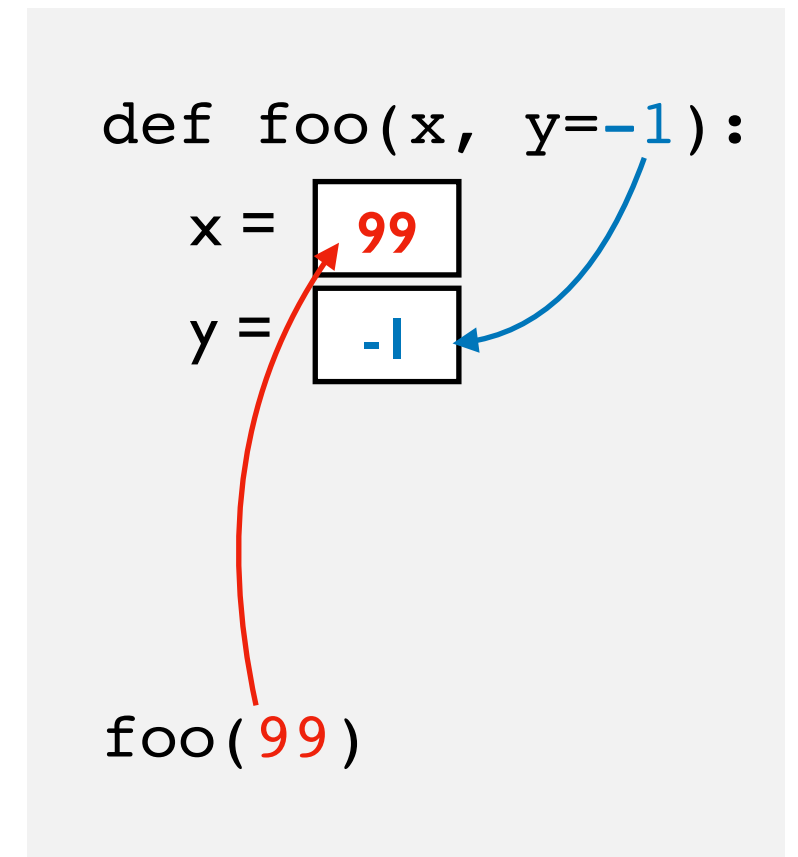 def foo(x, y=-1):
x = 99
y = -1
foo(99)